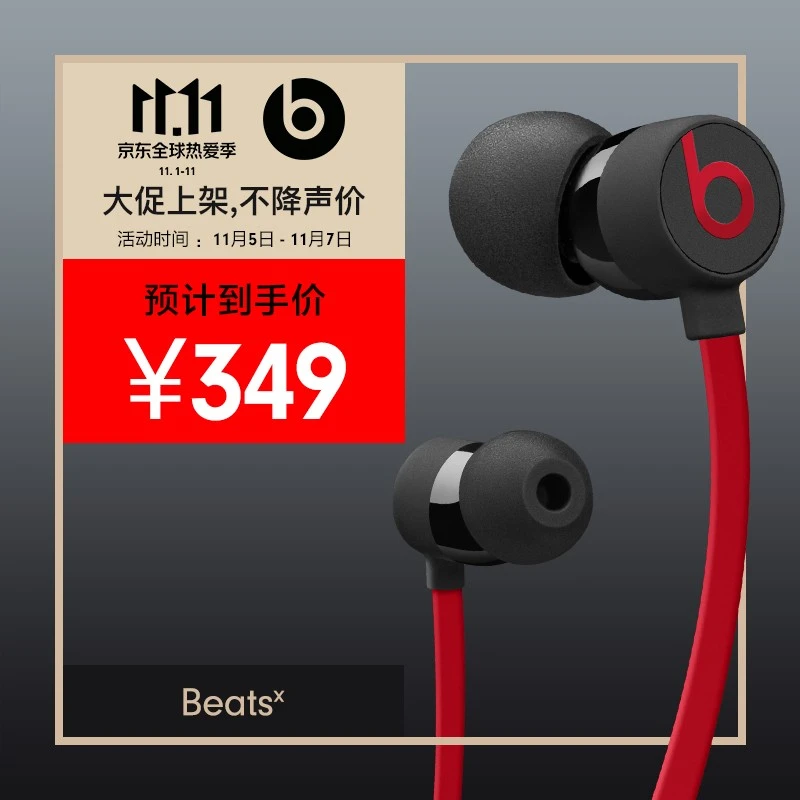 11.11
京东全球热爱季
11.1-11
大促上架,不降声价
活动时间：11月5日 - 11月7日
预计到手价
¥349
Beatsˣ